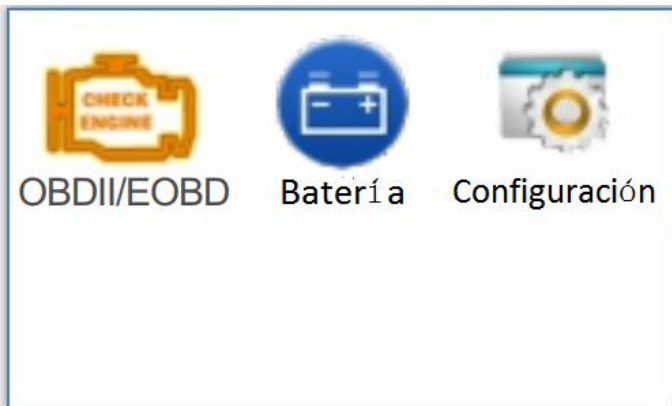 CHECK
ENGINE
OBDII/EOBD
Batería
Configuración